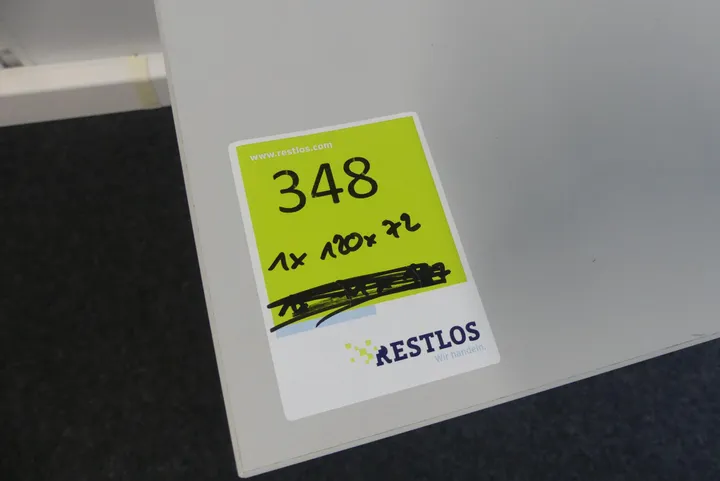 www.restlos.com
348
1x 120x 72
RESTLOS
Wir handeln.